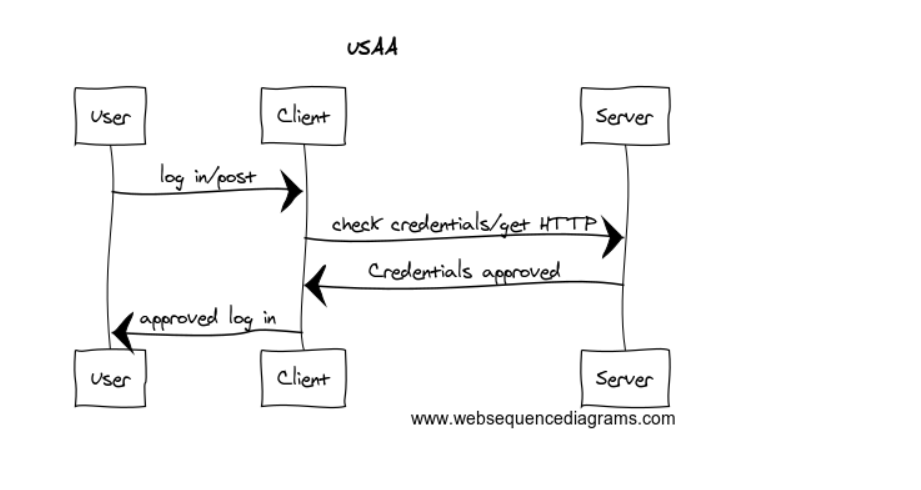 USAA
User
Client
Server
log in/post
check credentials/get HTTP
Credentials approved
approved log in
User
Client
Server
www.websequencediagrams.com